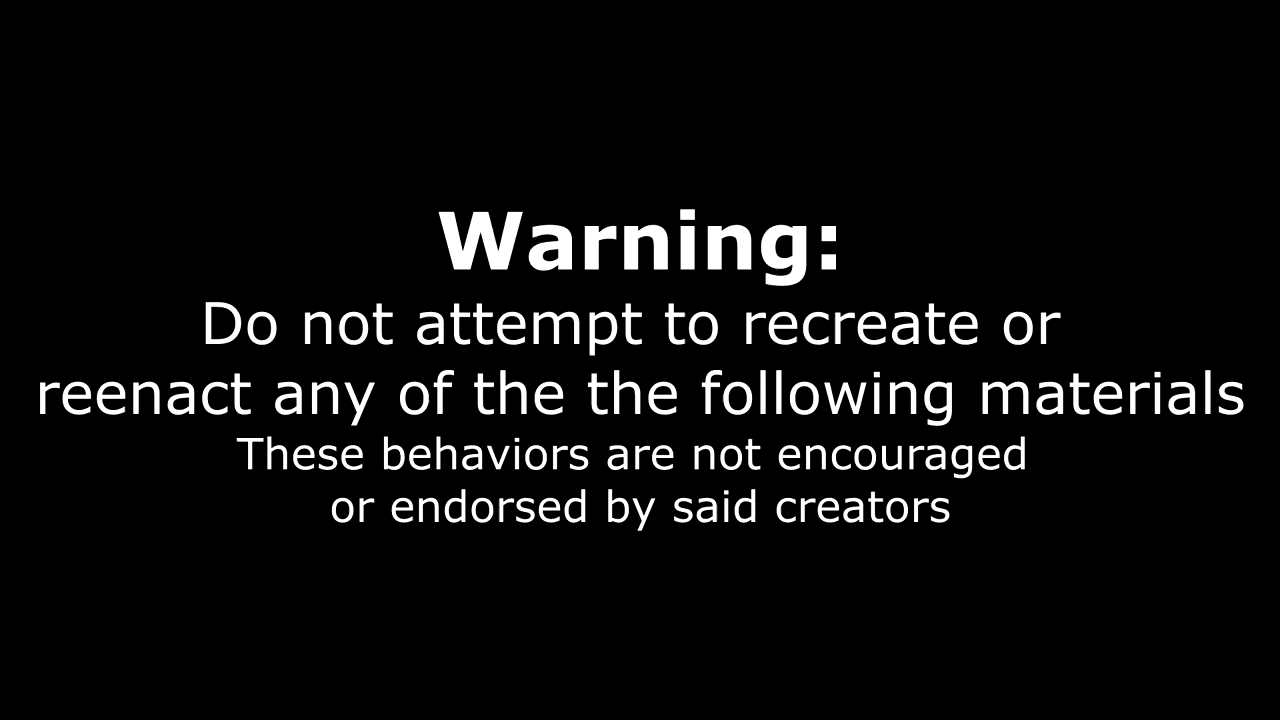 Warning:
Do not attempt to recreate or
reenact any of the the following materials
These behaviors are not encouraged
or endorsed by said creators